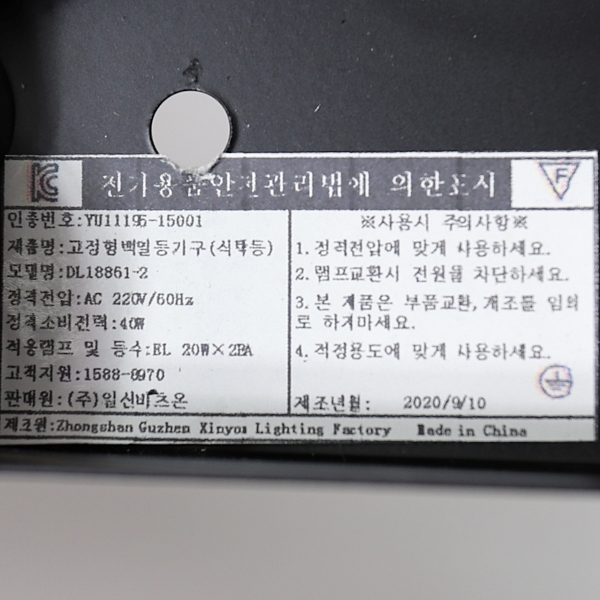 KC 전기용품안전관리법에 의한표시 F
인증번호:YU11195-15001
제품명:고정형백열등기구(식탁등)
모델명:DL18861-2
정격전압:AC 220V/60Hz
정격소비전력:40W
적용램프 및 등수:EL 20W×2EA
고객지원:1588-8970
판매원:(주)일신비츠온
※사용시 주의사항※
1.정격전압에 맞게 사용하세요.
2.램프교환시 전원을 차단하세요.
3.본 제품은 부품교환,개조를 임의
로 하지마세요.
4.적정용도에 맞게 사용하세요.
제조년월: 2020/9/10
제조원:Zhongshan Guzhen Xinyou Lighting Factory Made in China